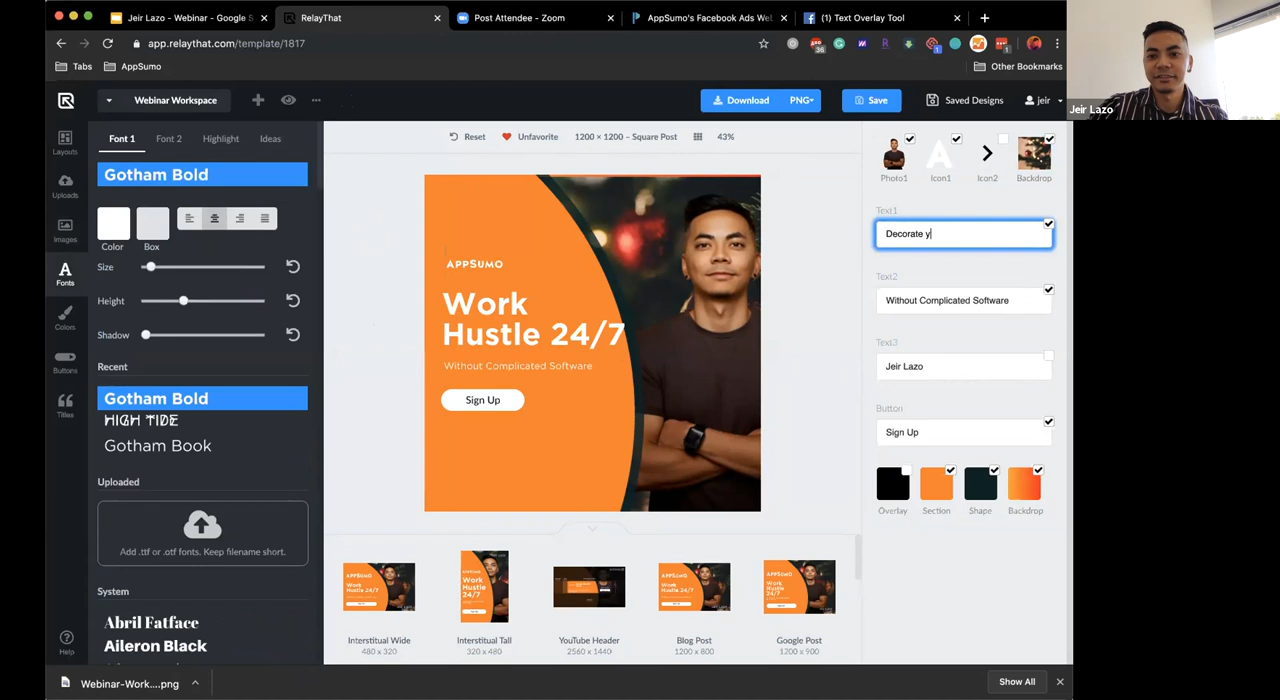 Jeir Lazo - Webinar - Google S
RelayThat
Post Attendee - Zoom
AppSumo's Facebook Ads Web
(1) Text Overlay Tool
app.relaythat.com/template/1817
Tabs
AppSumo
Other Bookmarks
Jeir Lazo
Webinar Workspace
Download
PNG
Save
Saved Designs
jeir
Layouts
Uploads
Images
Fonts
Colors
Buttons
Titles
Help
Font 1
Font 2
Highlight
Ideas
Gotham Bold
Color
Box
Size
Height
Shadow
Recent
Gotham Bold
HIGH TIDE
Gotham Book
Uploaded
Add .ttf or .otf fonts. Keep filename short.
System
Abril Fatface
Aileron Black
Reset
Unfavorite
1200 × 1200 – Square Post
43%
APPSUMO
Work
Hustle 24/7
Without Complicated Software
Sign Up
Interstitual Wide
480 x 320
Interstitual Tall
320 x 480
YouTube Header
2560 x 1440
Blog Post
1200 x 800
Google Post
1200 x 900
Photo1
Icon1
Icon2
Backdrop
Text1
Decorate y
Text2
Without Complicated Software
Text3
Jeir Lazo
Button
Sign Up
Overlay
Section
Shape
Backdrop
Webinar-Work....png
Show All